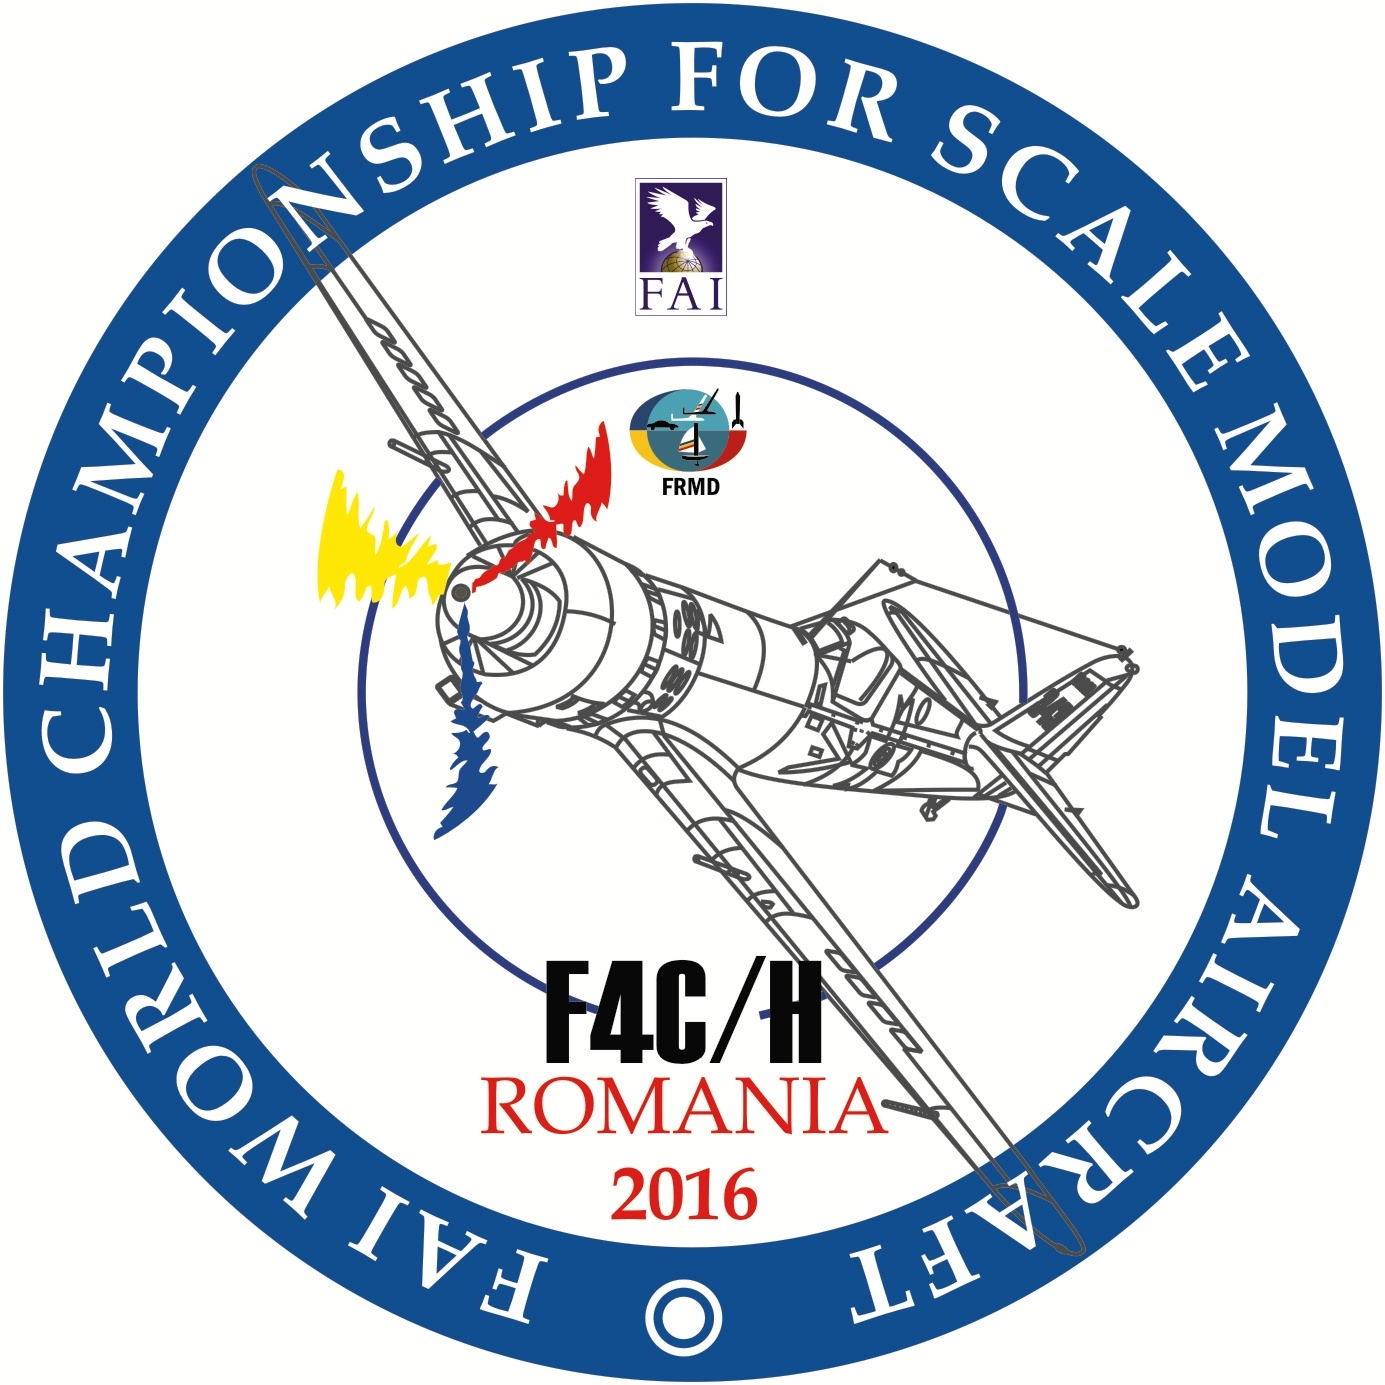 FAI WORLD CHAMPIONSHIP FOR SCALE MODEL AIRCRAFT
FAI
FRMD
F4C/H
ROMANIA
2016